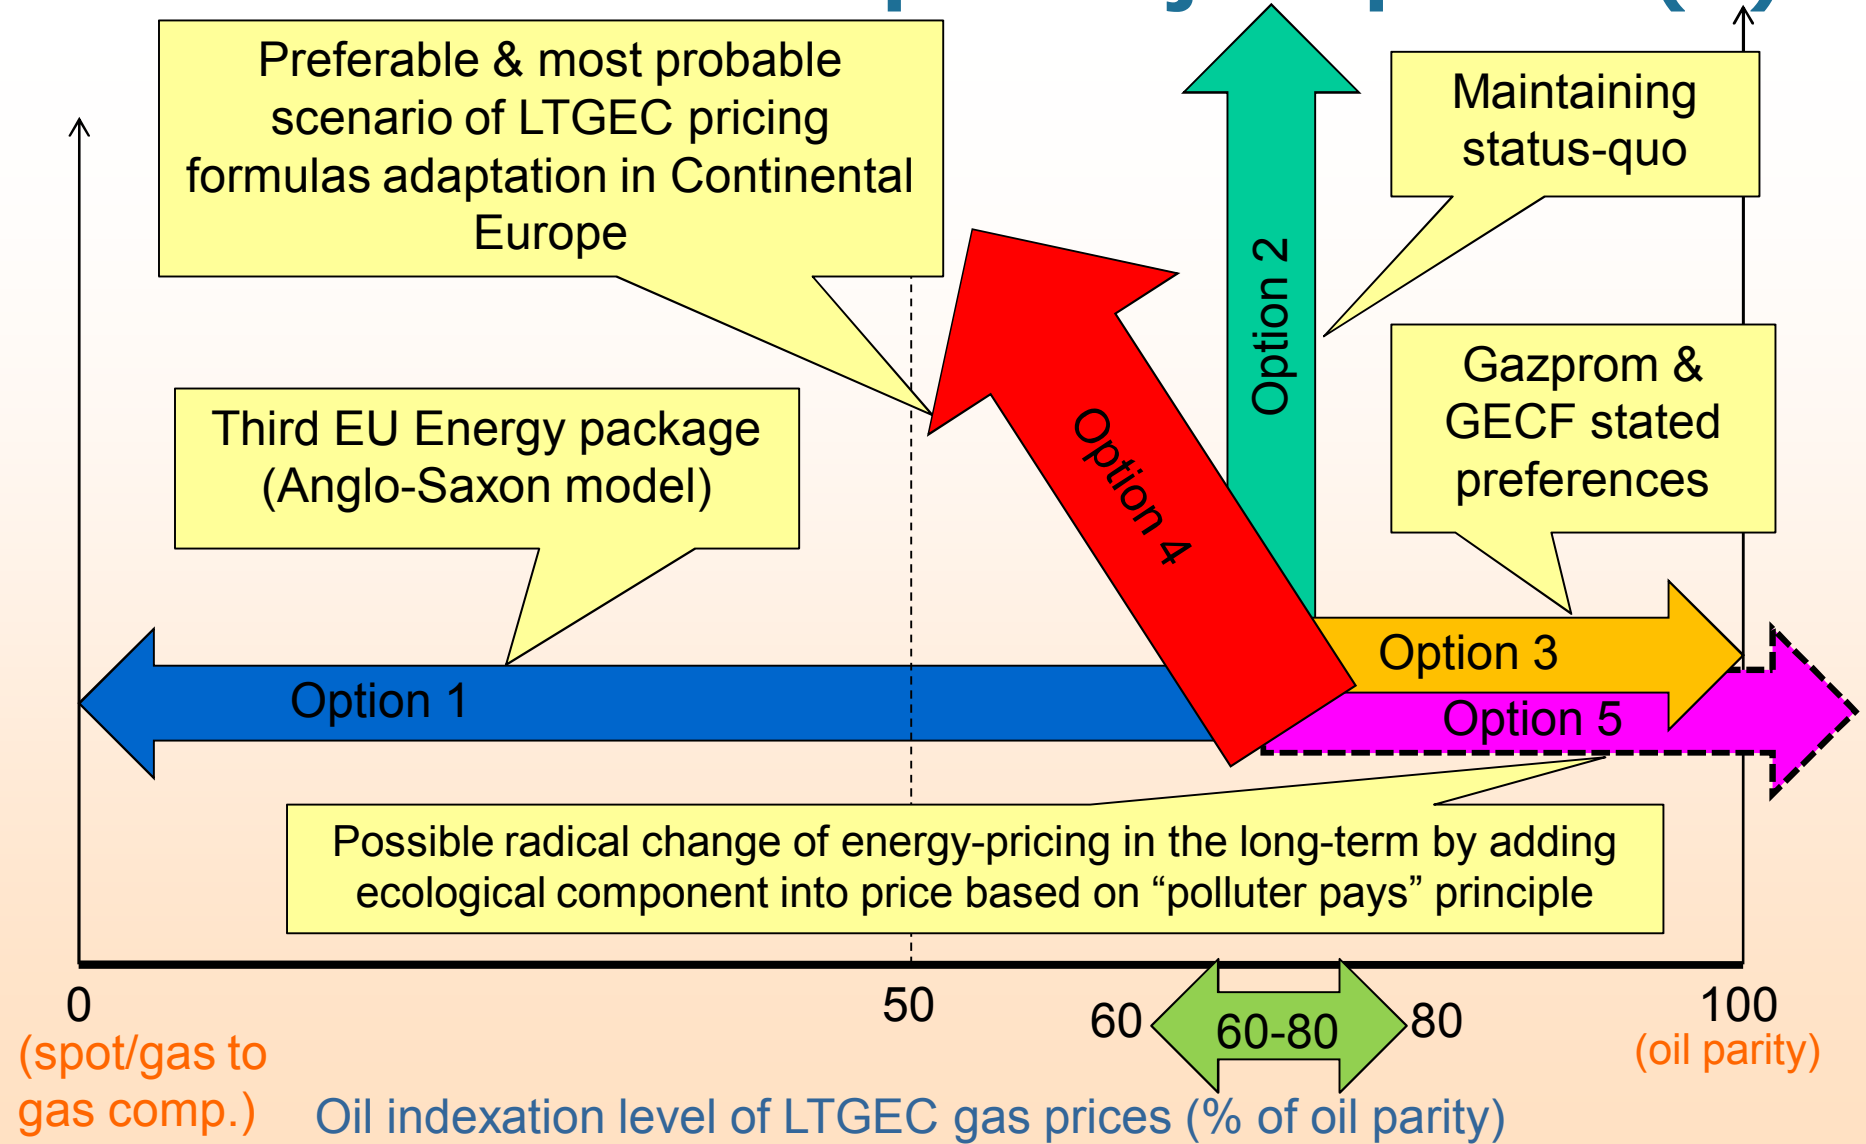 Preferable & most probable
scenario of LTGEC pricing
formulas adaptation in Continental
Europe
Maintaining
status-quo
Option 2
Gazprom &
GECF stated
preferences
Third EU Energy package
(Anglo-Saxon model)
Option 4
Option 3
Option 1
Option 5
Possible radical change of energy-pricing in the long-term by adding
ecological component into price based on “polluter pays” principle
0
50
60
60-80
80
100
(spot/gas to
gas comp.)
(oil parity)
Oil indexation level of LTGEC gas prices (% of oil parity)